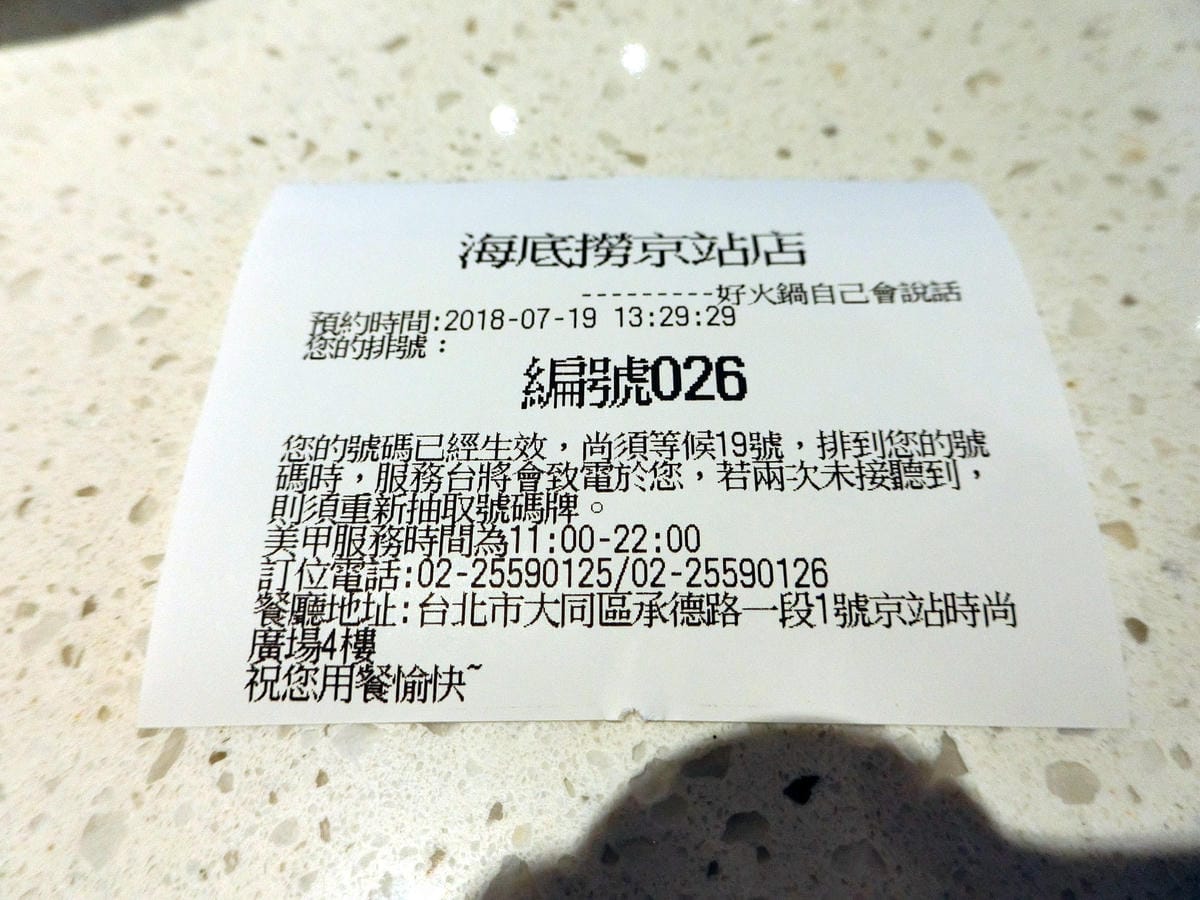 海底撈京站店
---------好火鍋自己會說話
預約時間:2018-07-19 13:29:29
您的排號：
編號026
您的號碼已經生效，尚須等候19號，排到您的號
碼時，服務台將會致電於您，若兩次未接聽到，
則須重新抽取號碼牌。
美甲服務時間為11:00-22:00
訂位電話:02-25590125/02-25590126
餐廳地址:台北市大同區承德路一段1號京站時尚
廣場4樓
祝您用餐愉快~